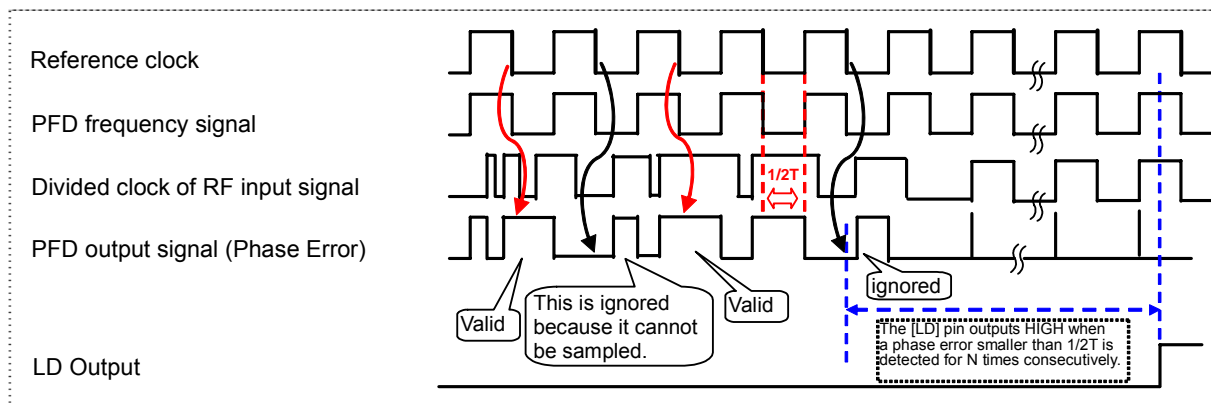 Reference clock
PFD frequency signal
Divided clock of RF input signal
1/2T
PFD output signal (Phase Error)
ignored
Valid
This is ignored
because it cannot
be sampled.
Valid
The [LD] pin outputs HIGH when
a phase error smaller than 1/2T is
detected for N times consecutively.
LD Output